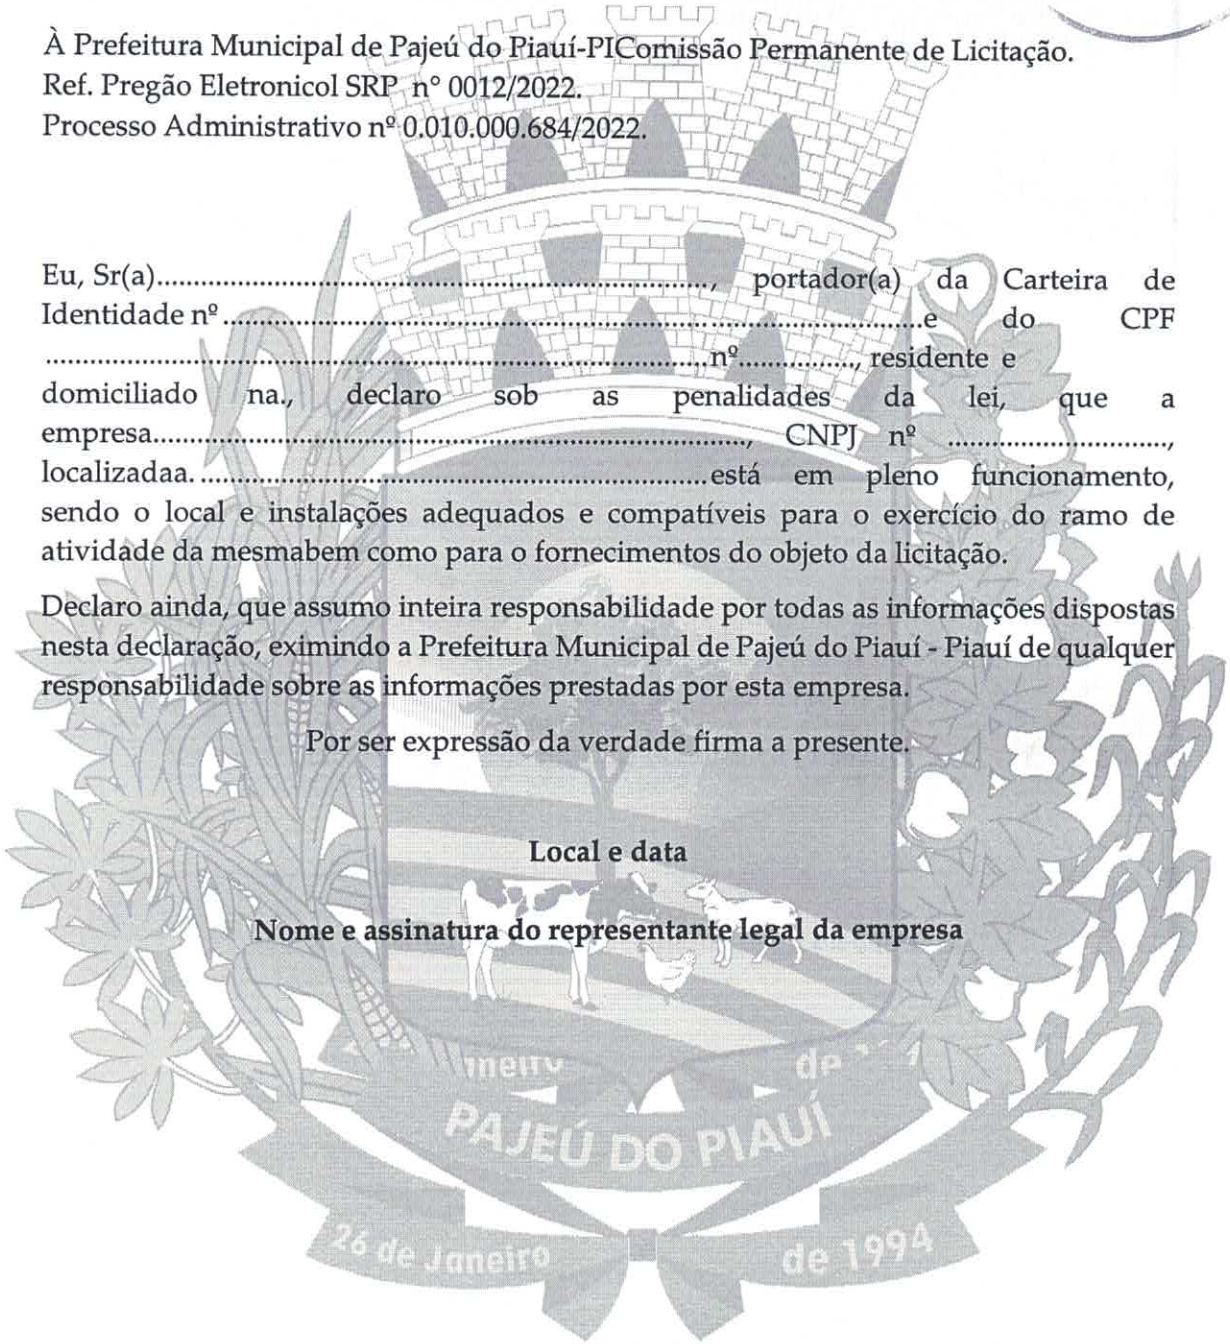 À Prefeitura Municipal de Pajeú do Piauí-PIComissão Permanente de Licitação.
Ref. Pregão Eletronicol SRP n° 0012/2022.
Processo Administrativo nº 0.010.000.684/2022.
Eu, Sr(a)............................................................................, portador(a) da Carteira de
Identidade nº ................................................................................................e do CPF
..........................................................................................nº................, residente e
domiciliado na., declaro sob as penalidades da lei, que a
empresa................................................................................, CNPJ nº ..............................,
localizadaa. .....................................................................está em pleno funcionamento,
sendo o local e instalações adequados e compatíveis para o exercício do ramo de
atividade da mesmabem como para o fornecimentos do objeto da licitação.
Declaro ainda, que assumo inteira responsabilidade por todas as informações dispostas
nesta declaração, eximindo a Prefeitura Municipal de Pajeú do Piauí - Piauí de qualquer
responsabilidade sobre as informações prestadas por esta empresa.
Por ser expressão da verdade firma a presente.
Local e data
Nome e assinatura do representante legal da empresa
de
PAJEÚ DO PIAUÍ
26 de Janeiro de 1994